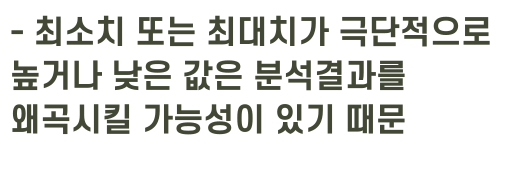 - 최소치 또는 최대치가 극단적으로
높거나 낮은 값은 분석결과를
왜곡시킬 가능성이 있기 때문